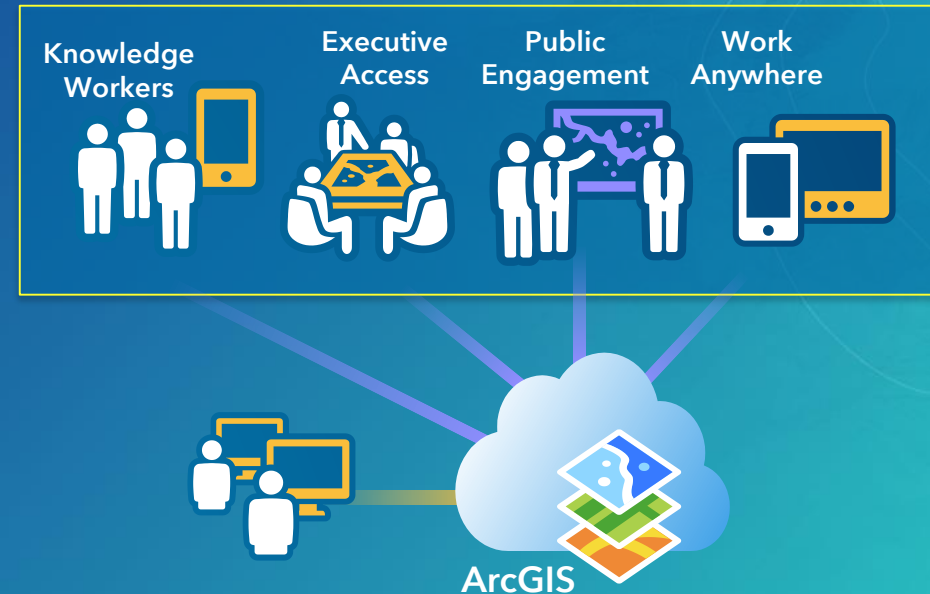 Knowledge
Workers
Executive
Access
Public
Engagement
Work
Anywhere
ArcGIS